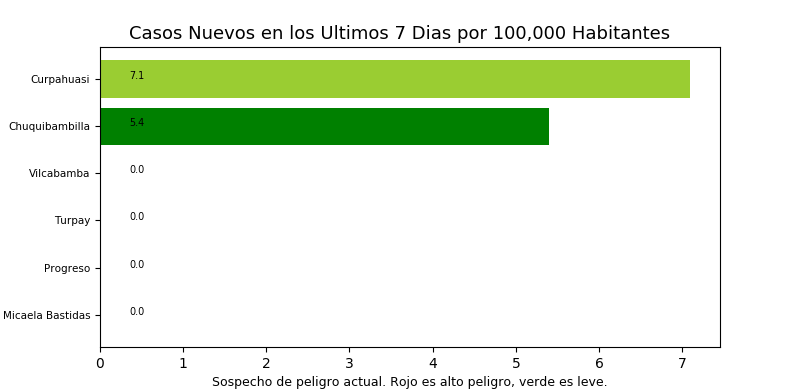 Casos Nuevos en los Ultimos 7 Dias por 100,000 Habitantes
Curpahuasi 7.1
Chuquibambilla 5.4
Vilcabamba 0.0
Turpay 0.0
Progreso 0.0
Micaela Bastidas 0.0
0 1 2 3 4 5 6 7
Sospecho de peligro actual. Rojo es alto peligro, verde es leve.